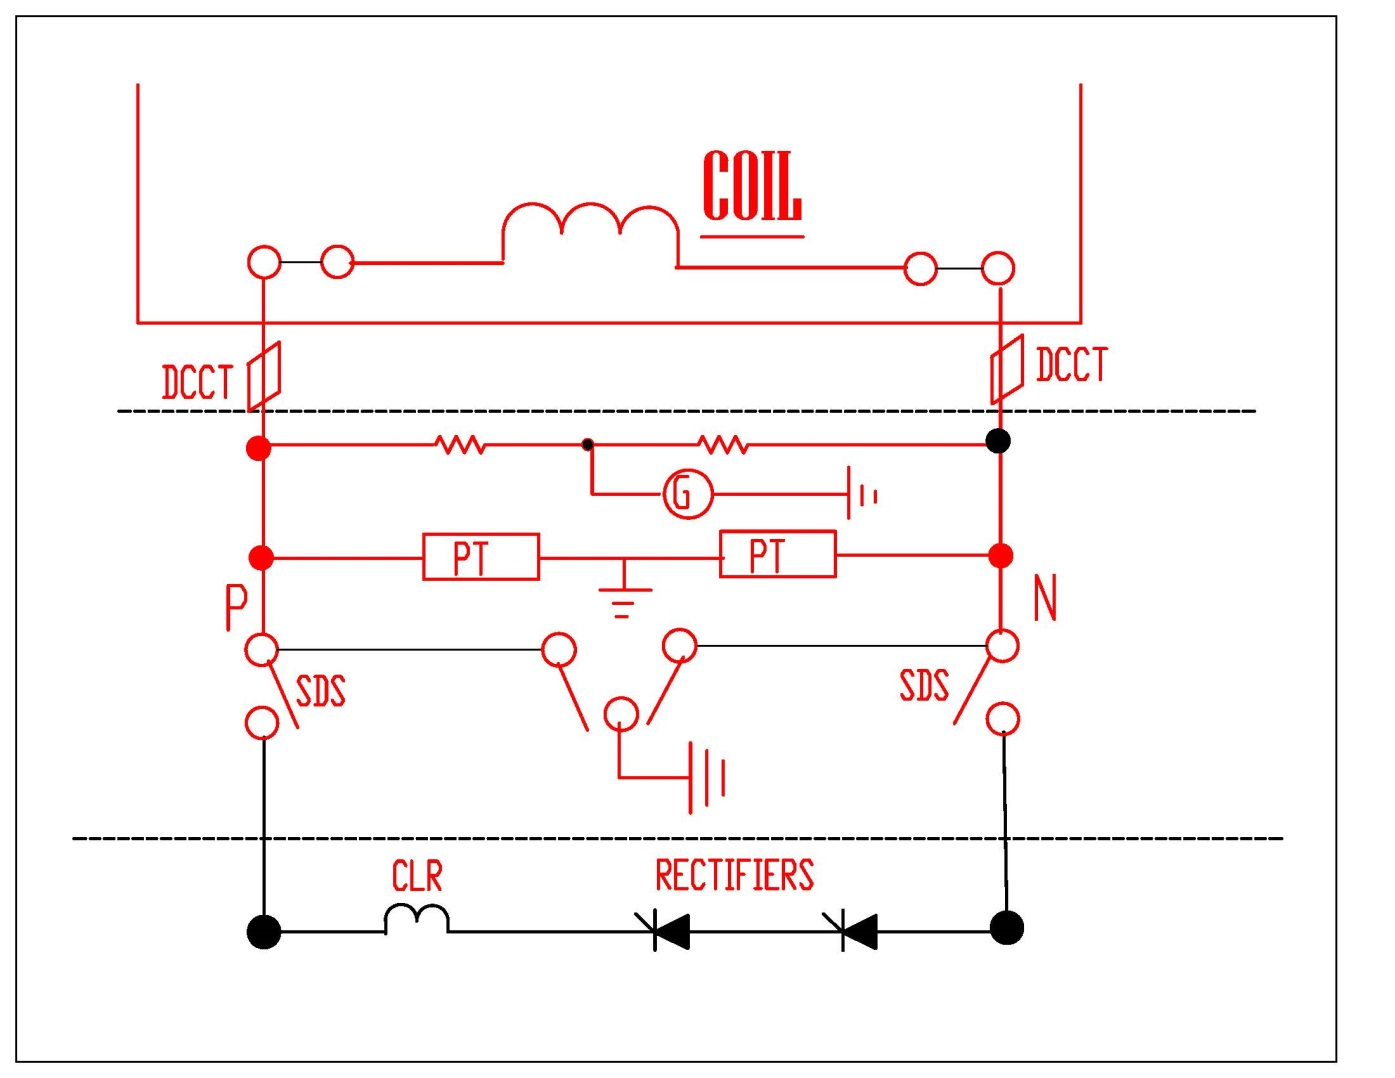 COIL
DCCT
DCCT
G
PT
PT
P
N
SDS
SDS
CLR
RECTIFIERS